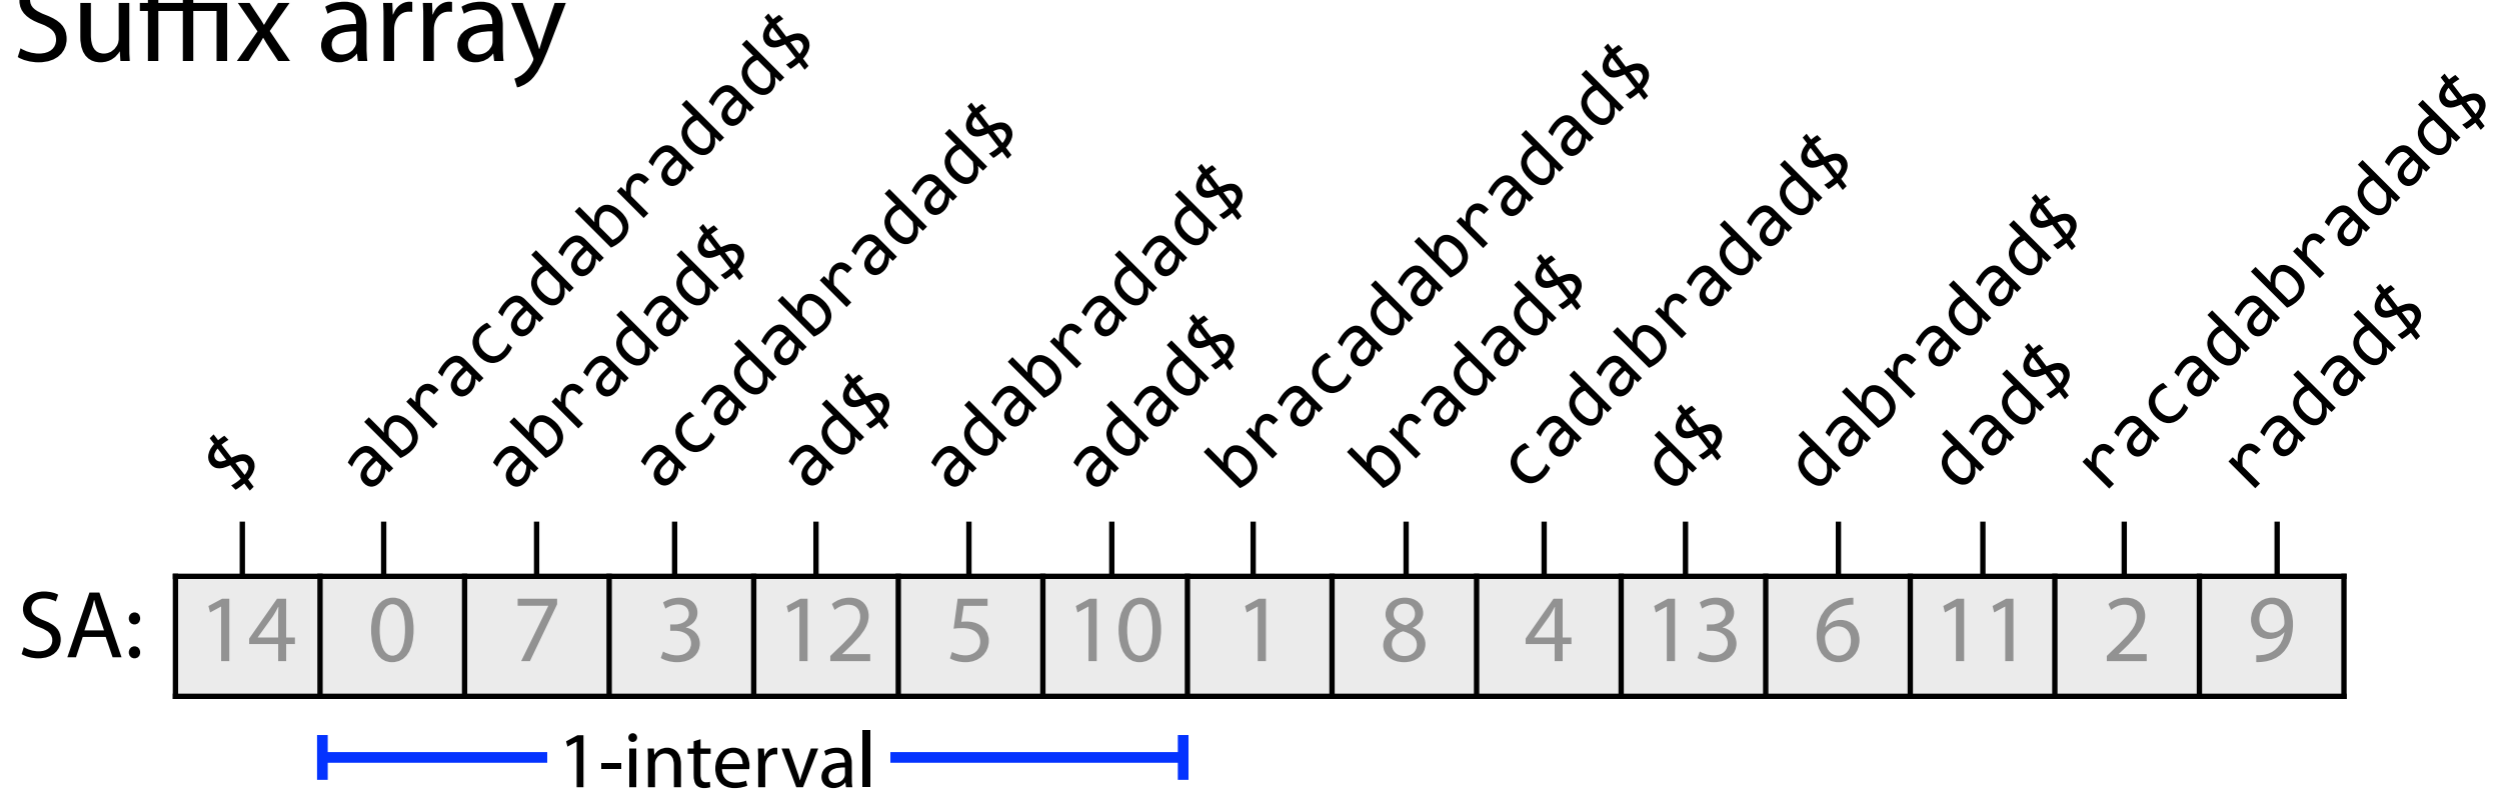 Suffix array
$
abracadabradad$
abradad$
acadabradad$
ad$
adabradad$
adad$
bracadabradad$
bradad$
cadabradad$
d$
dabradad$
dad$
racadabradad$
radad$
SA: 14 0 7 3 12 5 10 1 8 4 13 6 11 2 9
1-interval